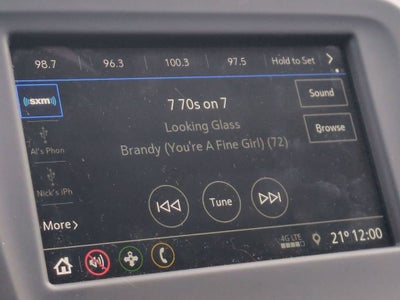 98.7 96.3 100.3 97.5 Hold to Set >
((sxm))
7 70s on 7
Sound
Looking Glass
Brandy (You're A Fine Girl) (72)
Browse
Al's Phon
Nick's iPh
Tune
More >
4G LTE
21° 12:00